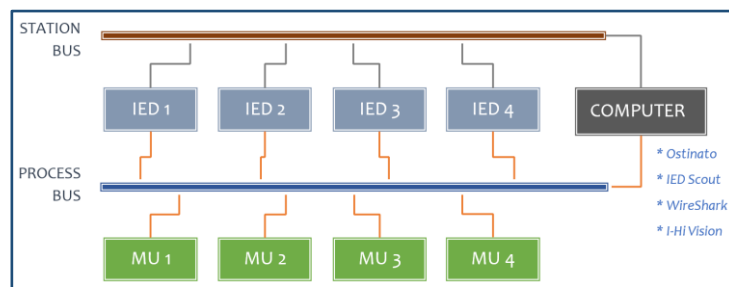 STATION
BUS
IED 1
IED 2
IED 3
IED 4
COMPUTER
* Ostinato
* IED Scout
* WireShark
* I-Hi Vision
PROCESS
BUS
MU 1
MU 2
MU 3
MU 4